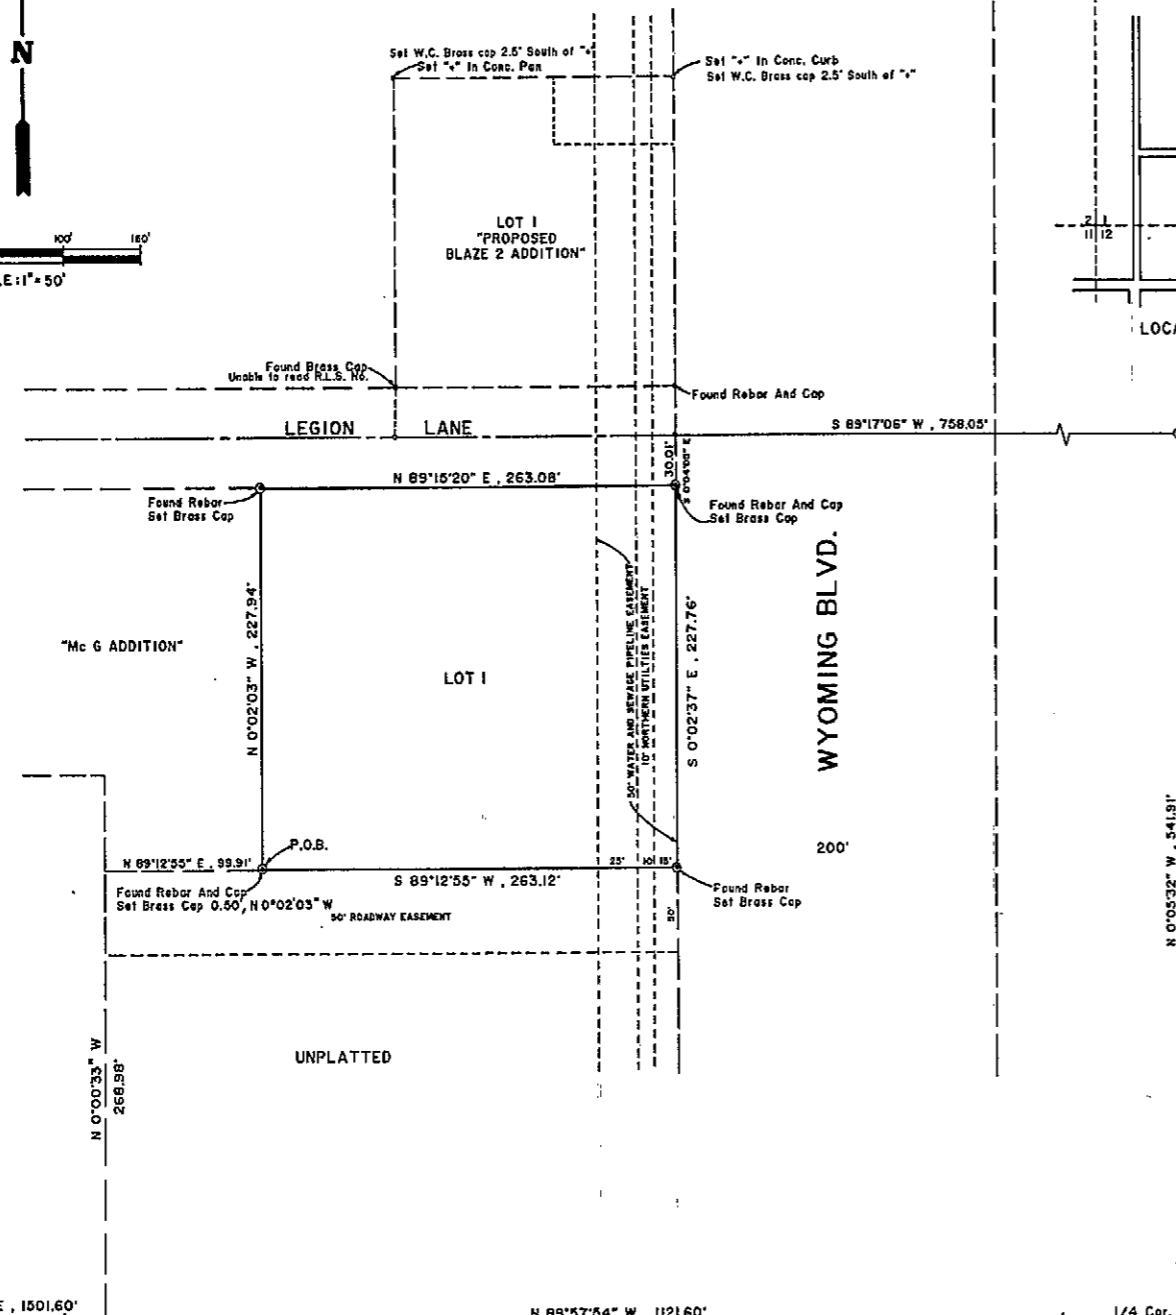 N
Set W.C. Brass cap 2.5' South of "+"
Set "+" In Conc. Pan
Set "+" In Conc. Curb
Set W.C. Brass cap 2.5' South of "+"
100' 150'
E: 1" = 50'
LOT 1
"PROPOSED
BLAZE 2 ADDITION"
2 1
11 12
LOCA
Found Brass Cap
Unable to read R.L.S. No.
Found Rebar And Cap
LEGION LANE
S 89°17'06" W , 758.05'
30.01'
S 0°04'00" E
N 89°15'20" E , 263.08'
Found Rebar
Set Brass Cap
Found Rebar And Cap
Set Brass Cap
"Mc G ADDITION"
N 0°02'03" W , 227.94'
LOT 1
50' WATER AND SEWAGE PIPELINE EASEMENT
10' NORTHERN UTILTIES EASEMENT
S 0°02'37" E , 227.76'
WYOMING BLVD.
200'
N 0°05'32" W , 541.91'
P.O.B.
N 89°12'55" E , 99.91'
25' 10' 15'
S 89°12'55" W , 263.12'
Found Rebar And Cap
Set Brass Cap 0.50', N 0°02'03" W
50' ROADWAY EASEMENT
50'
Found Rebar
Set Brass Cap
UNPLATTED
N 0°00'33" W
268.98'
E , 1501.60'
N 89°57'54" W , 1121.60'
1/4 Cor.